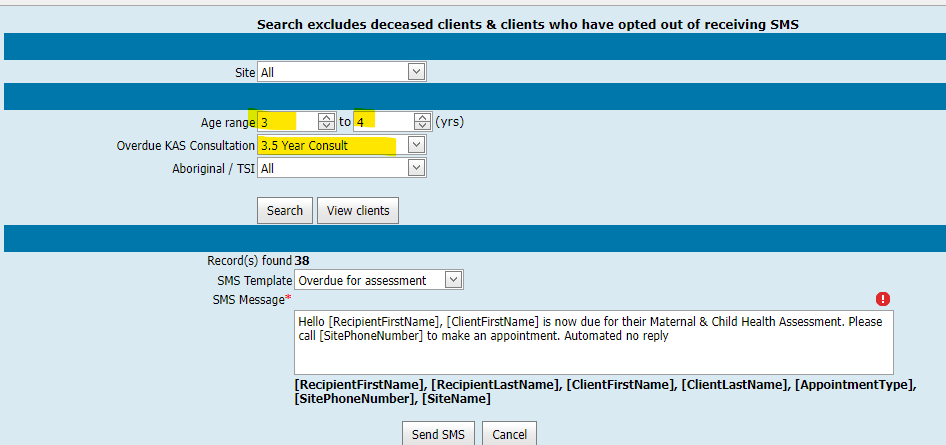 Search excludes deceased clients & clients who have opted out of receiving SMS
Site All
Age range 3 to 4 (yrs)
Overdue KAS Consultation 3.5 Year Consult
Aboriginal / TSI All
Search View clients
Record(s) found 38
SMS Template Overdue for assessment
SMS Message*
Hello [RecipientFirstName], [ClientFirstName] is now due for their Maternal & Child Health Assessment. Please
call [SitePhoneNumber] to make an appointment. Automated no reply
[RecipientFirstName], [RecipientLastName], [ClientFirstName], [ClientLastName], [AppointmentType],
[SitePhoneNumber], [SiteName]
Send SMS Cancel